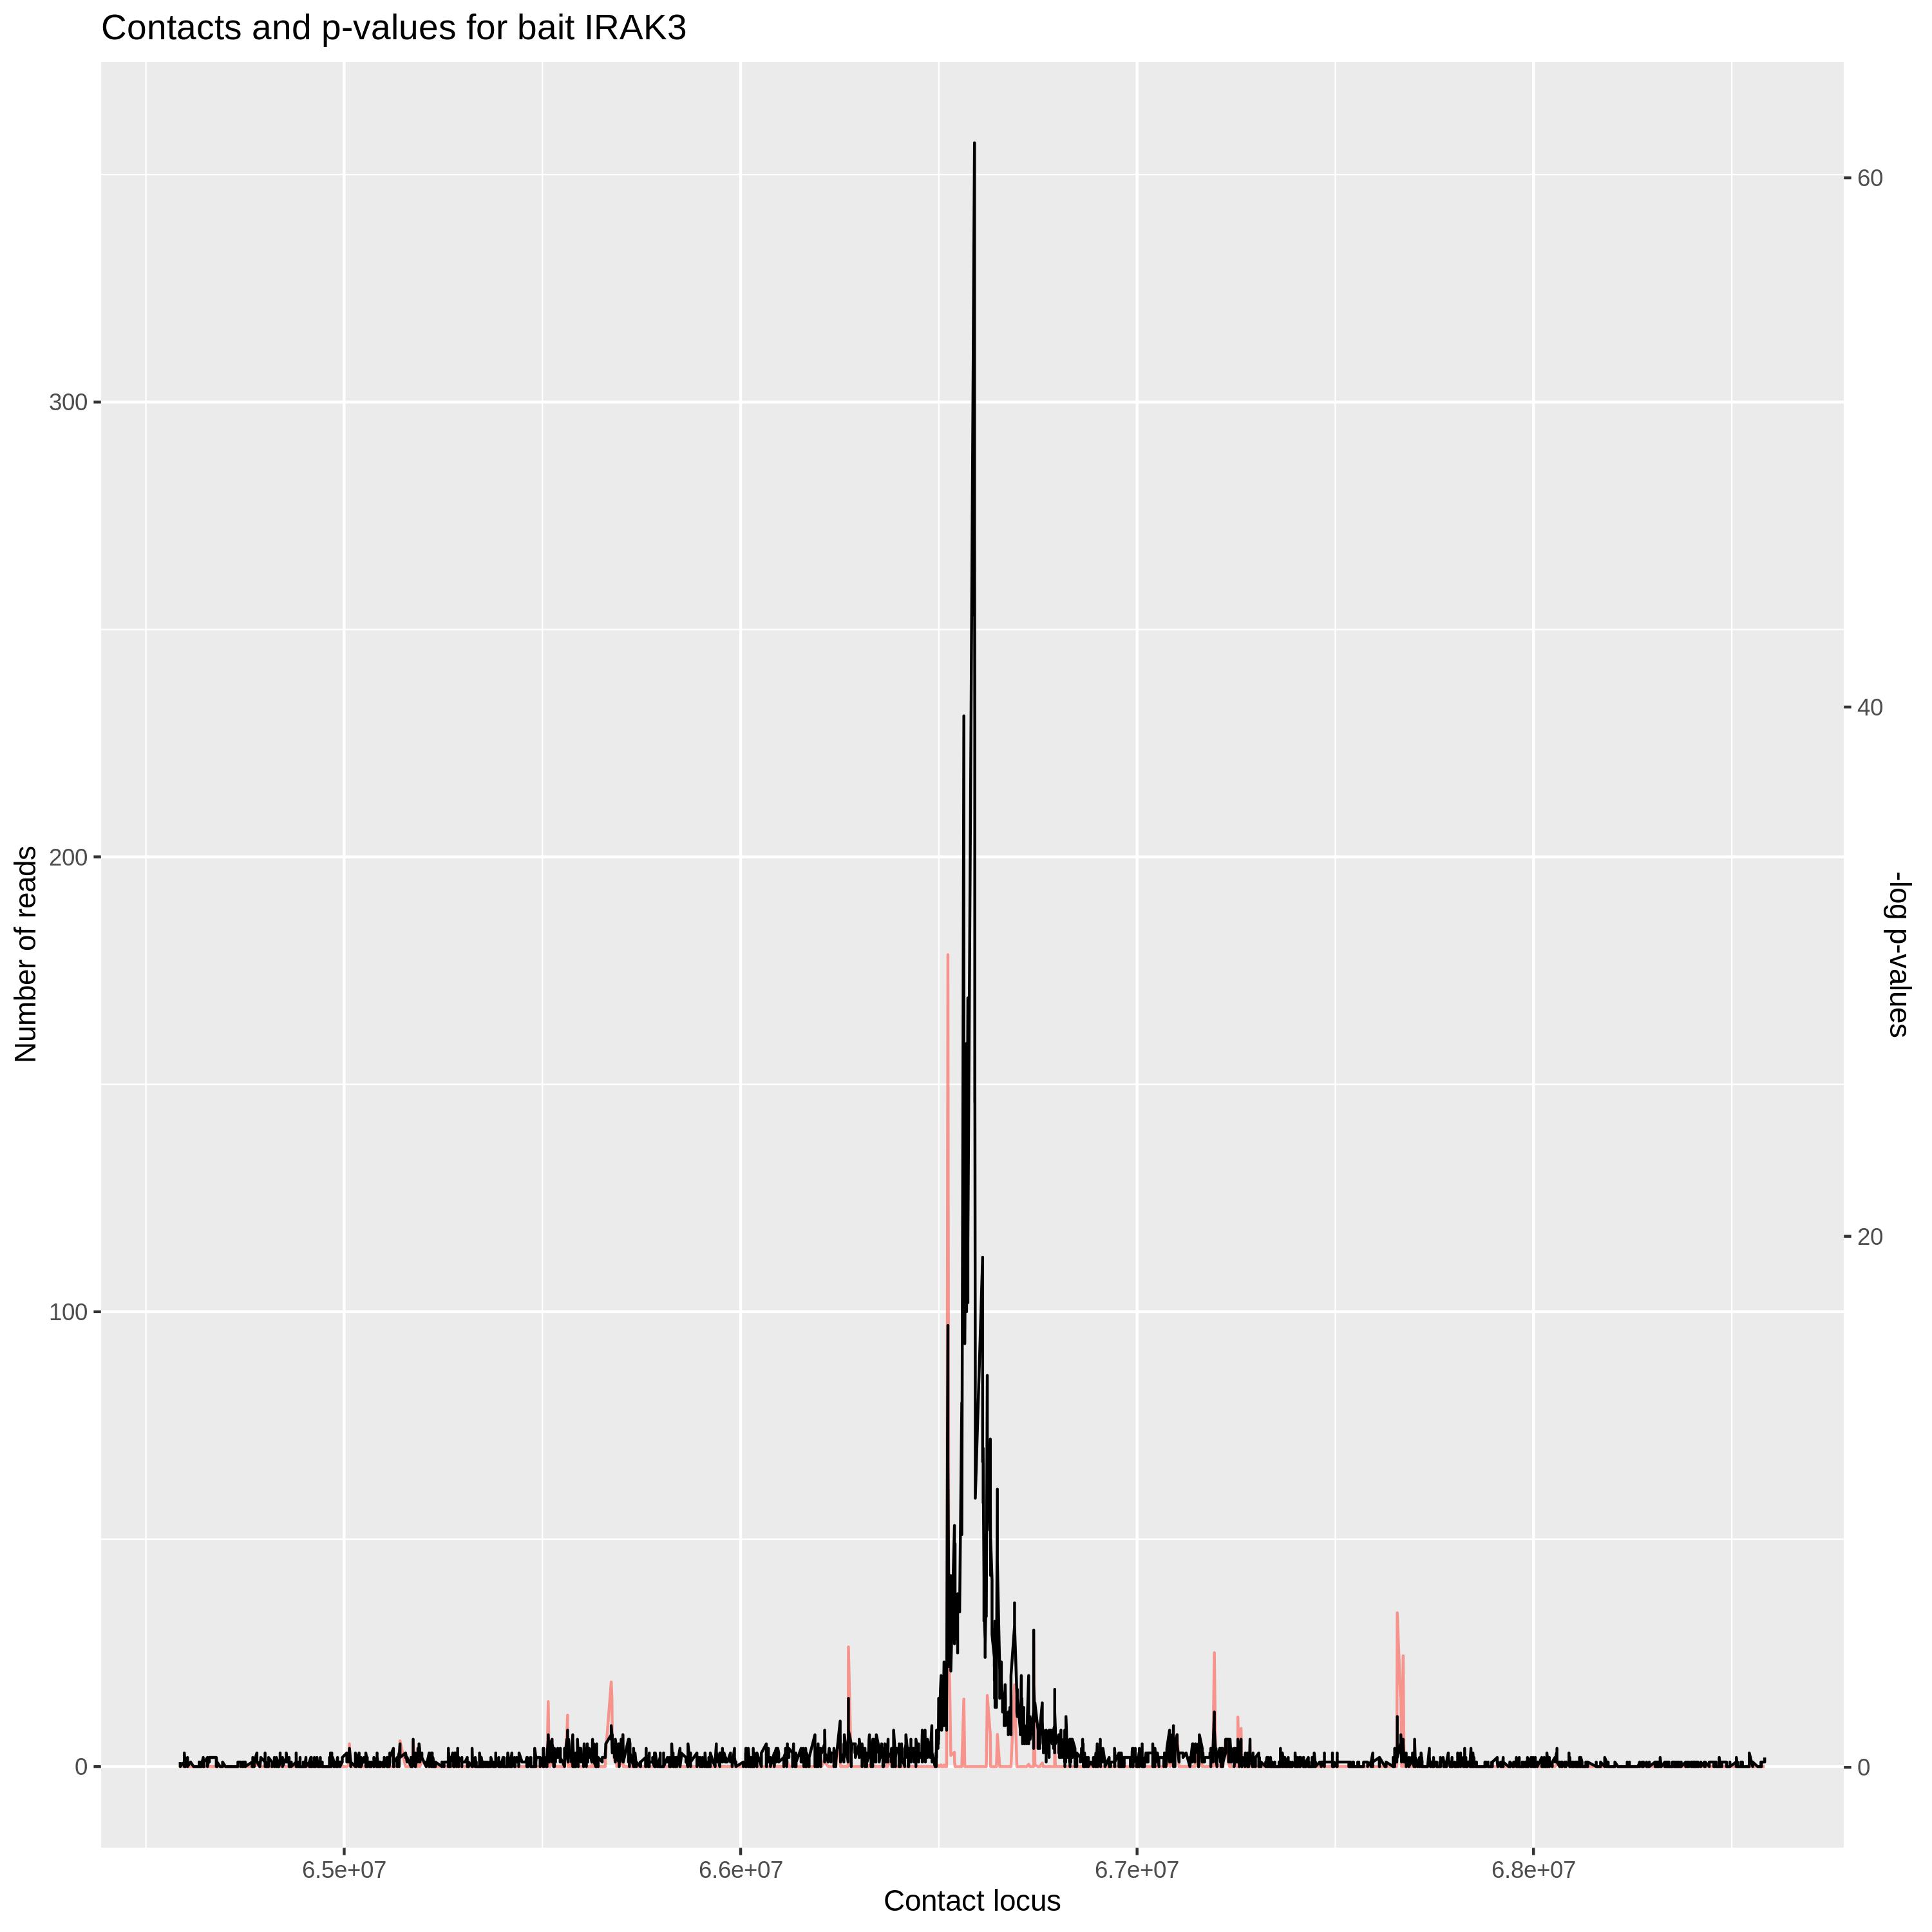 Contacts and p-values for bait IRAK3
300
200
100
0
Number of reads
60
40
20
0
-log p-values
6.5e+07 6.6e+07 6.7e+07 6.8e+07
Contact locus